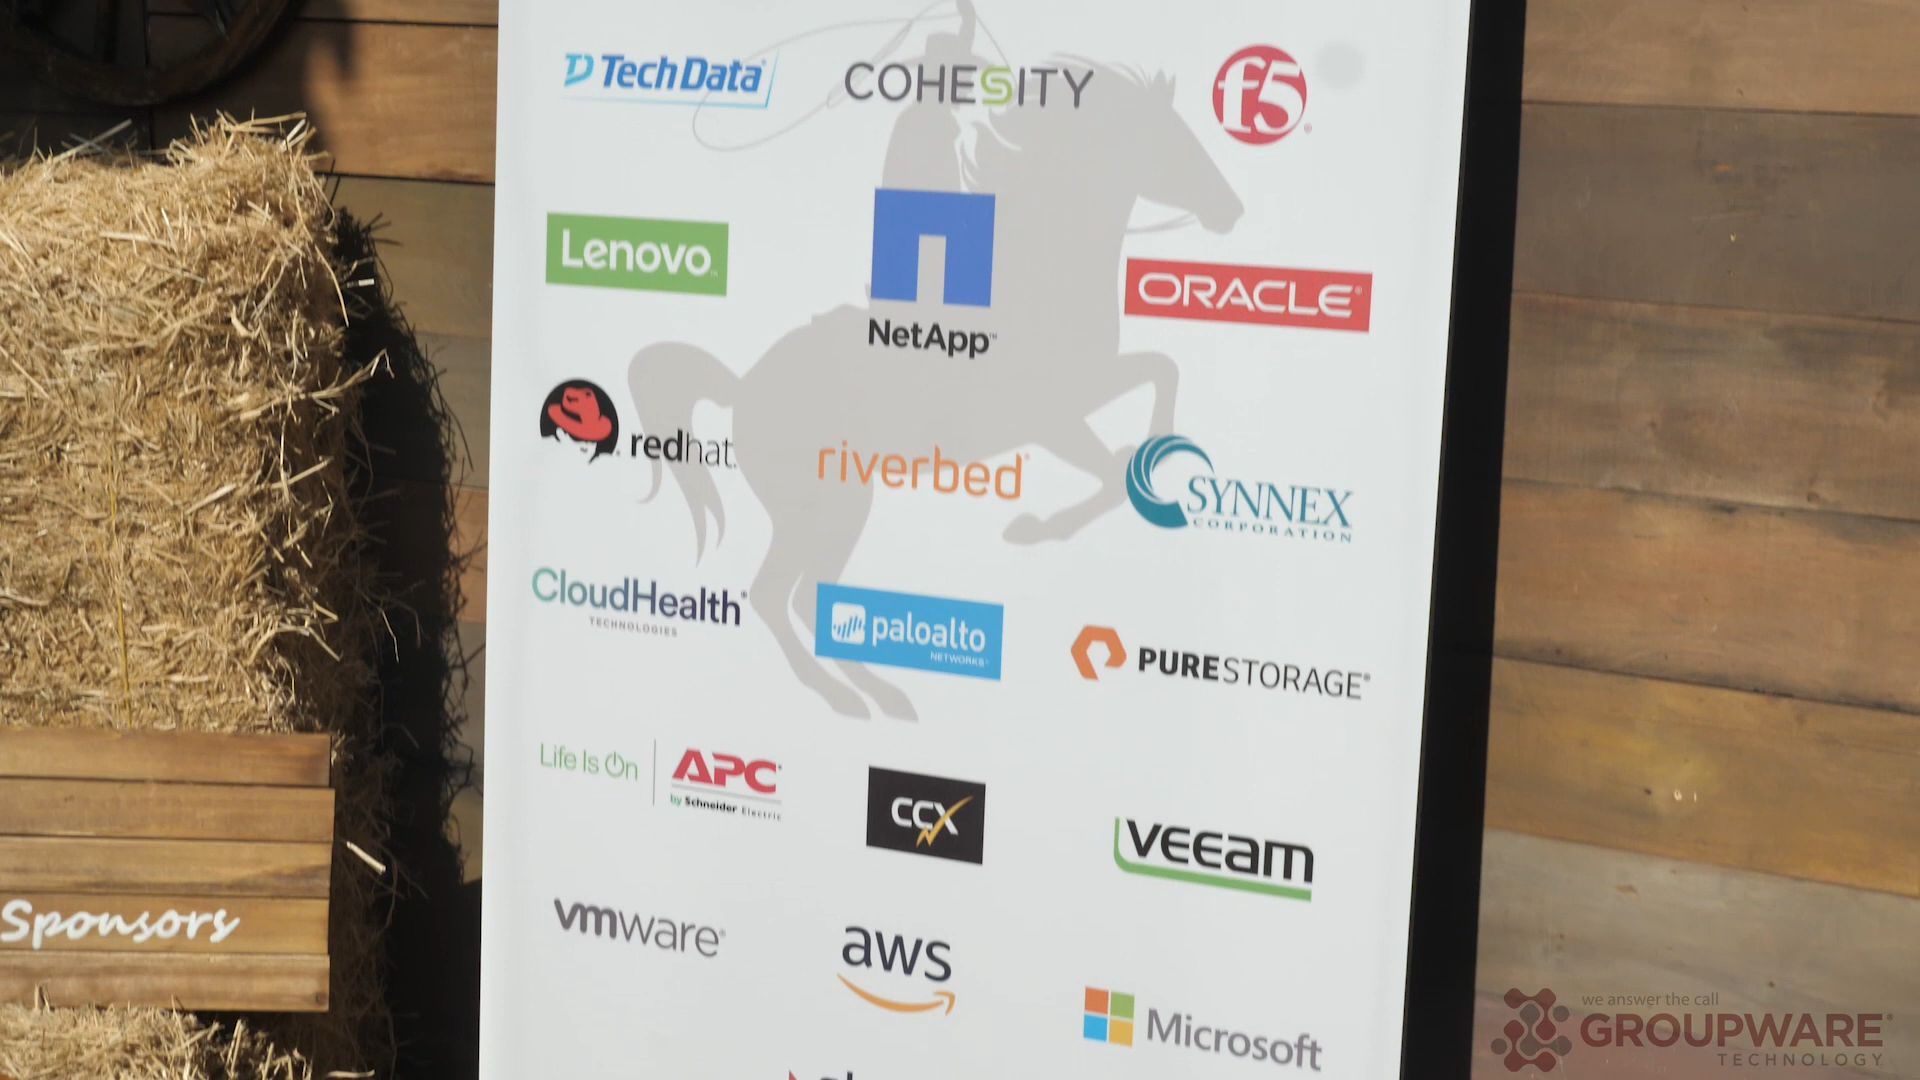 TechData
COHESITY
f5
Lenovo
NetApp™
ORACLE®
redhat.
riverbed®
SYNNEX
CORPORATION
CloudHealth®
TECHNOLOGIES
paloalto
NETWORKS®
PURESTORAGE®
Life Is On
APC
by Schneider Electric
CCX
veeam
vmware®
aws
Microsoft
Sponsors
we answer the call
GROUPWARE®
TECHNOLOGY